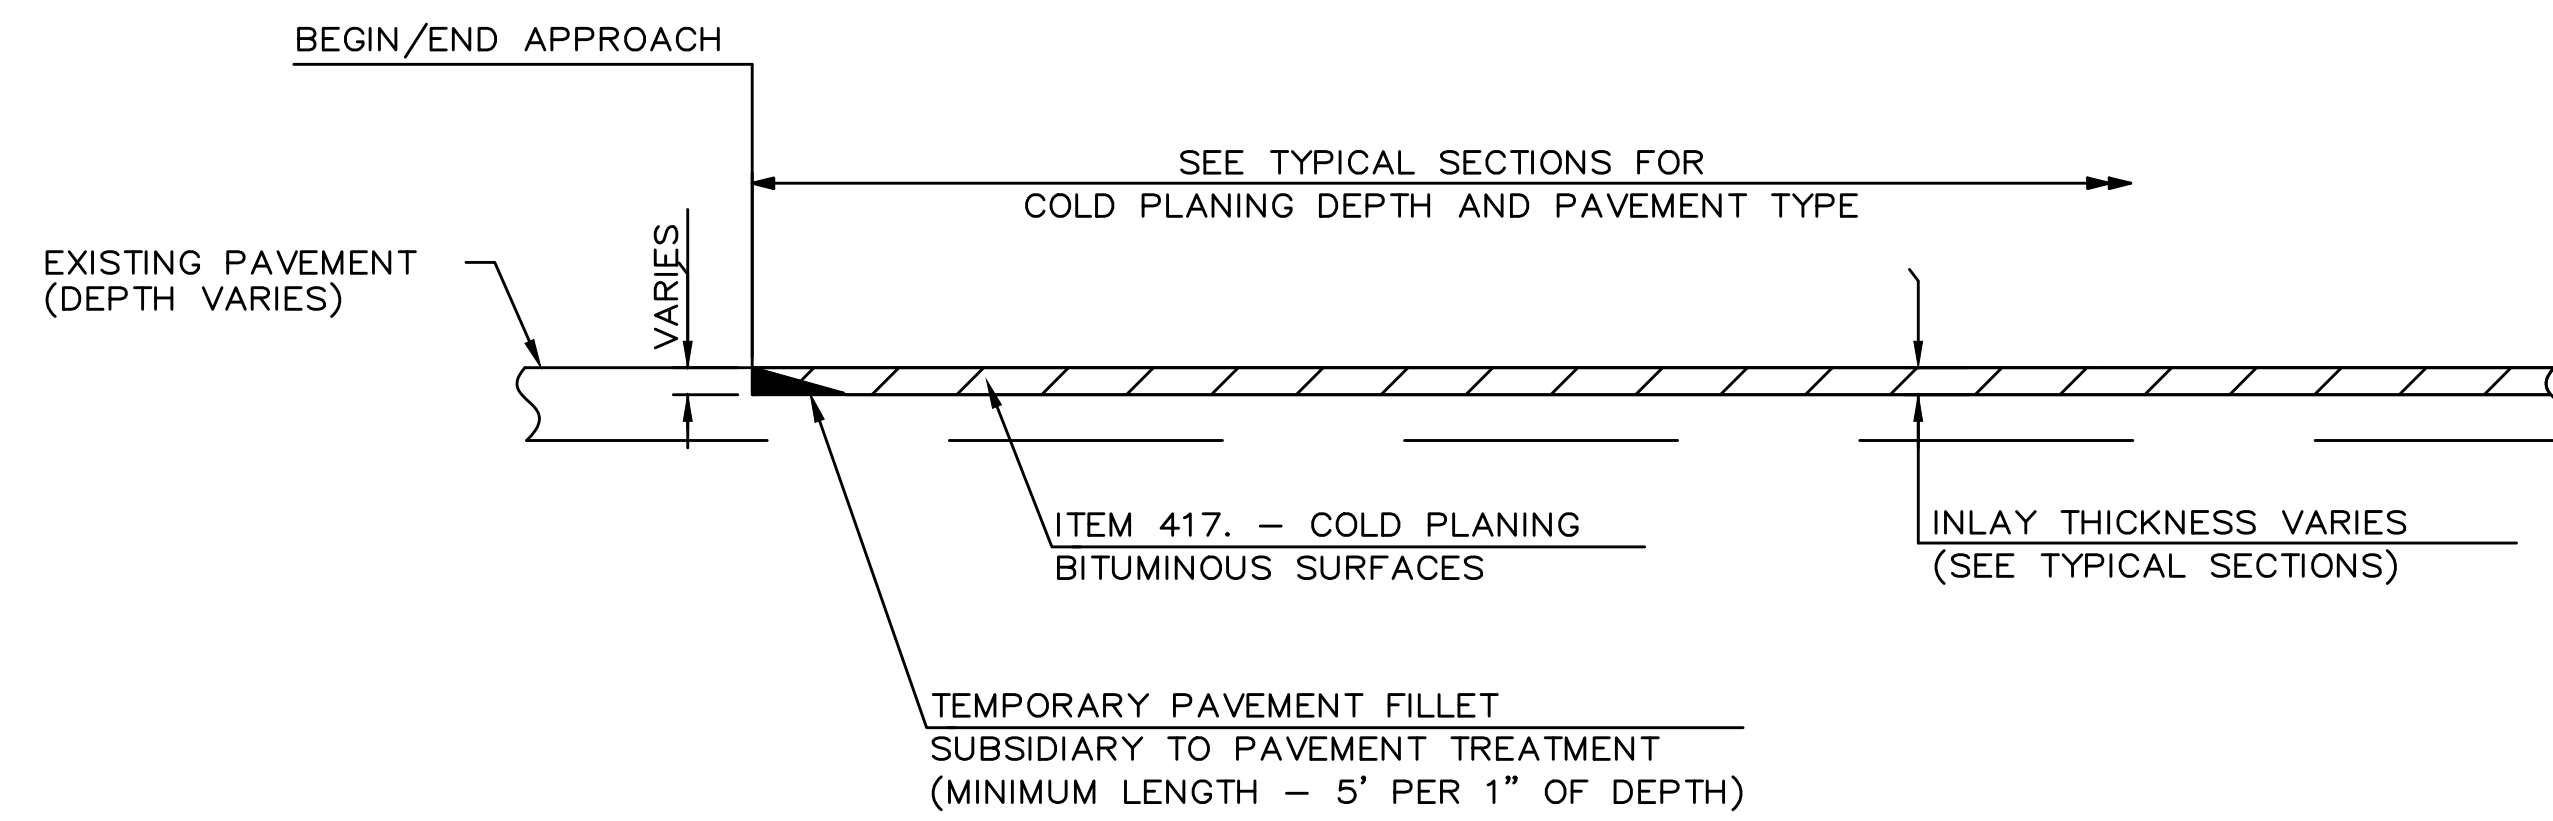 BEGIN/END APPROACH
SEE TYPICAL SECTIONS FOR
COLD PLANING DEPTH AND PAVEMENT TYPE
VARIES
EXISTING PAVEMENT
(DEPTH VARIES)
ITEM 417. – COLD PLANING
BITUMINOUS SURFACES
INLAY THICKNESS VARIES
(SEE TYPICAL SECTIONS)
TEMPORARY PAVEMENT FILLET
SUBSIDIARY TO PAVEMENT TREATMENT
(MINIMUM LENGTH – 5' PER 1" OF DEPTH)